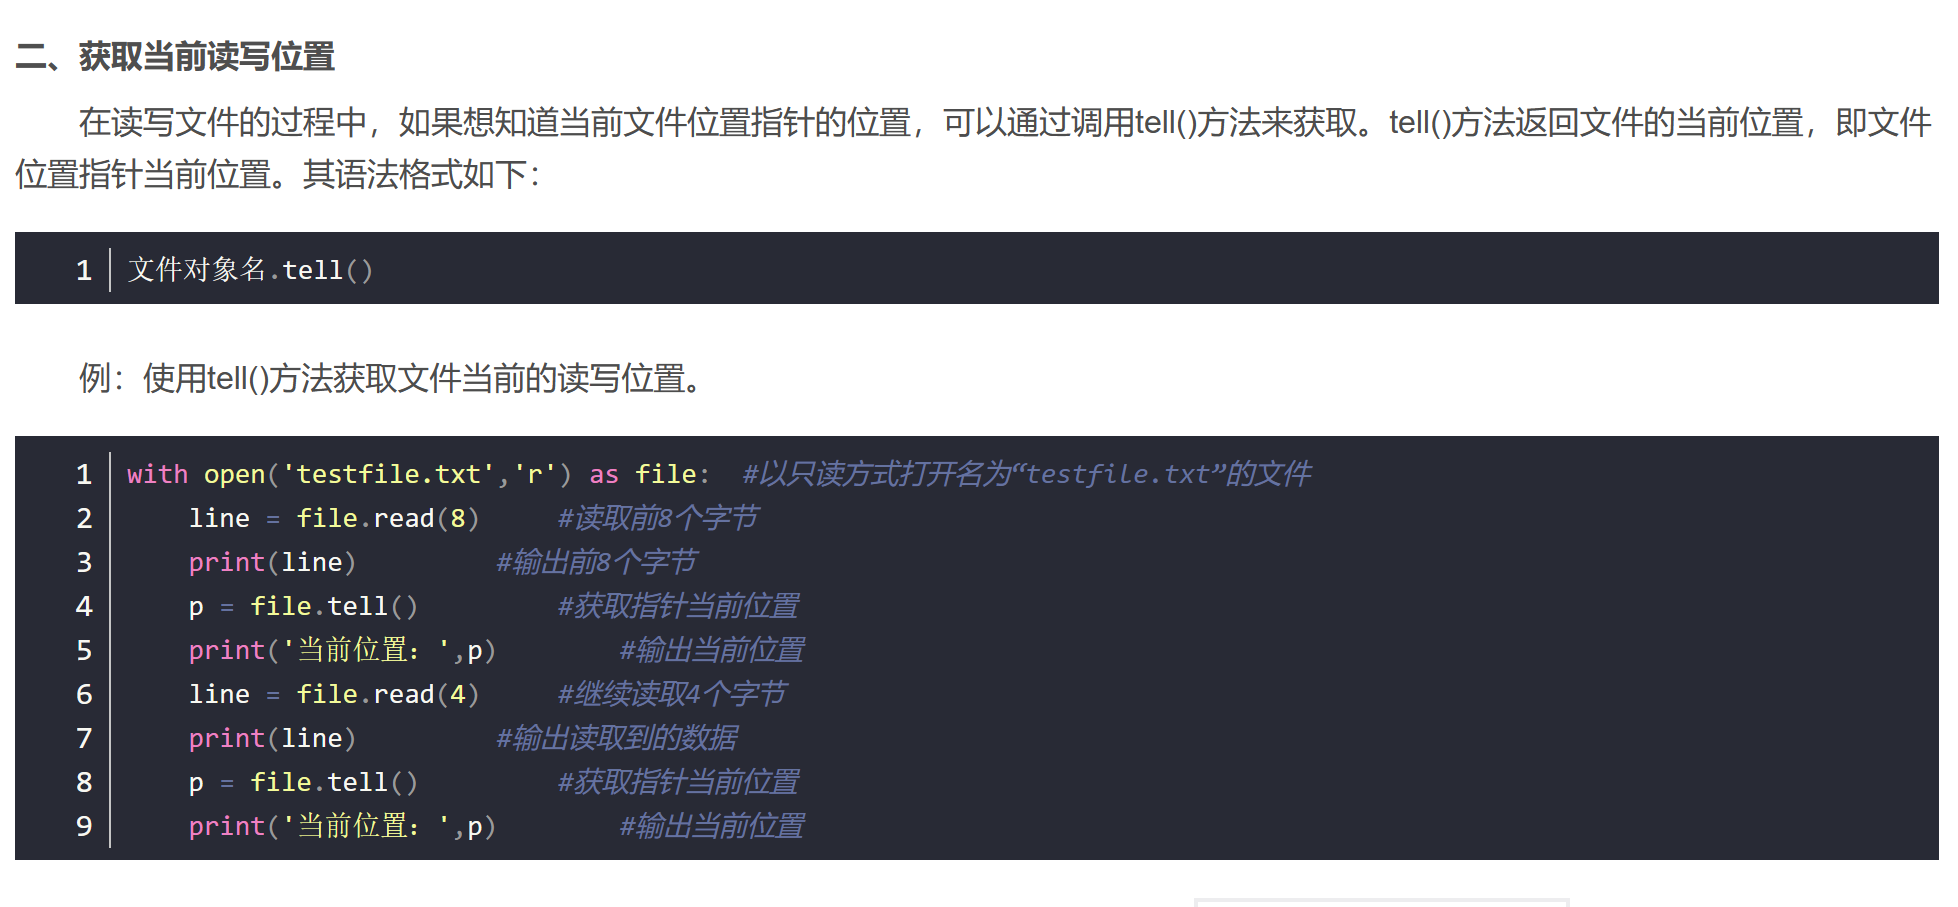 二、获取当前读写位置
在读写文件的过程中，如果想知道当前文件位置指针的位置，可以通过调用tell()方法来获取。tell()方法返回文件的当前位置，即文件
位置指针当前位置。其语法格式如下：
1 文件对象名.tell()
例：使用tell()方法获取文件当前的读写位置。
1 with open('testfile.txt','r') as file:  #以只读方式打开名为“testfile.txt”的文件
2     line = file.read(8)     #读取前8个字节
3     print(line)         #输出前8个字节
4     p = file.tell()         #获取指针当前位置
5     print('当前位置：',p)        #输出当前位置
6     line = file.read(4)     #继续读取4个字节
7     print(line)         #输出读取到的数据
8     p = file.tell()         #获取指针当前位置
9     print('当前位置：',p)        #输出当前位置